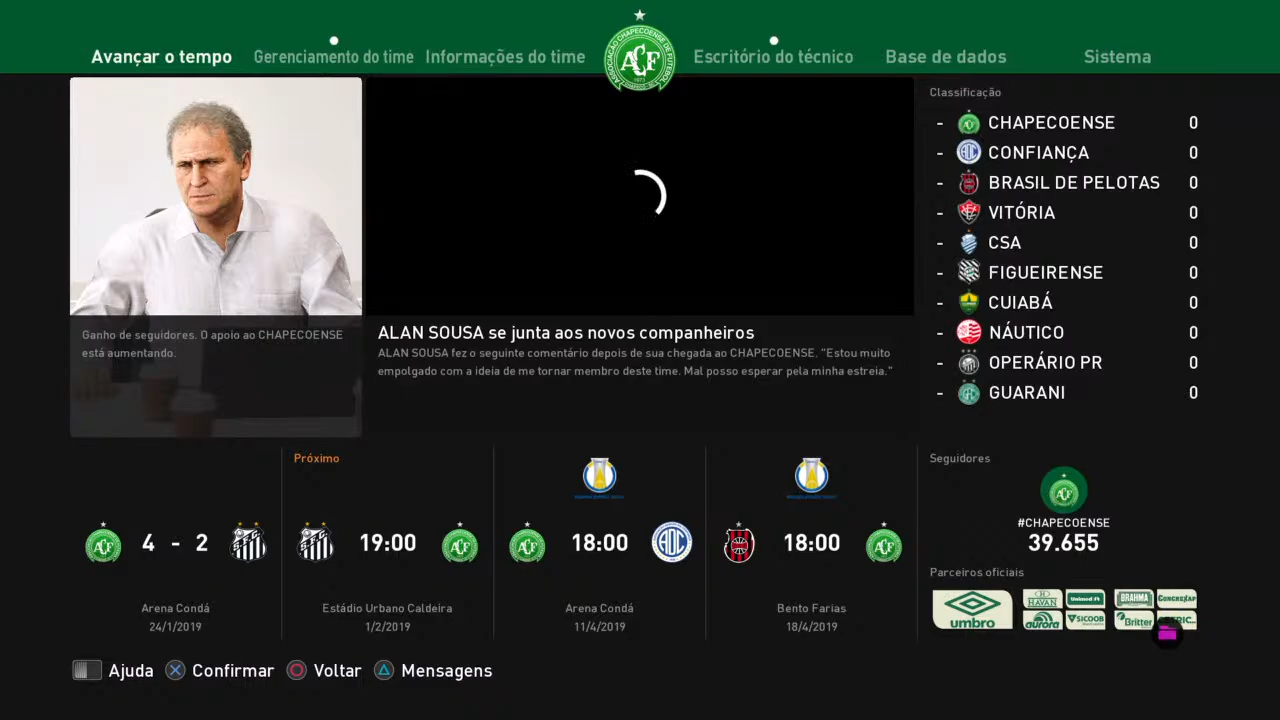 Avançar o tempo
Gerenciamento do time
Informações do time
Escritório do técnico
Base de dados
Sistema
Ganho de seguidores. O apoio ao CHAPECOENSE
está aumentando.
ALAN SOUSA se junta aos novos companheiros
ALAN SOUSA fez o seguinte comentário depois de sua chegada ao CHAPECOENSE. "Estou muito
empolgado com a ideia de me tornar membro deste time. Mal posso esperar pela minha estreia."
Classificação
- CHAPECOENSE 0
- CONFIANÇA 0
- BRASIL DE PELOTAS 0
- VITÓRIA 0
- CSA 0
- FIGUEIRENSE 0
- CUIABÁ 0
- NÁUTICO 0
- OPERÁRIO PR 0
- GUARANI 0
4 - 2
Arena Condá
24/1/2019
Próximo
19:00
Estádio Urbano Caldeira
1/2/2019
18:00
Arena Condá
11/4/2019
18:00
Bento Farias
18/4/2019
Seguidores
#CHAPECOENSE
39.655
Parceiros oficiais
umbro
HAVAN
Unimed
aurora
SICOOB
BRAHMA
CONCREXAP
Britter
Ajuda
Confirmar
Voltar
Mensagens